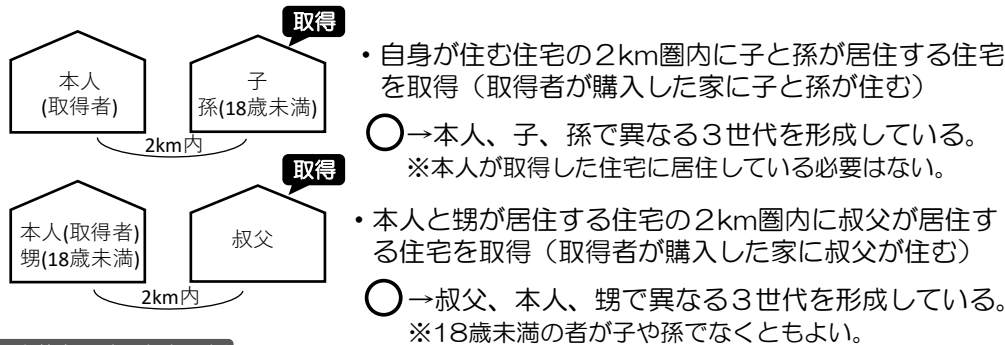 取得
本人
(取得者)
子
孫(18歳未満)
2km内
・自身が住む住宅の２km圏内に子と孫が居住する住宅
を取得（取得者が購入した家に子と孫が住む）
◯→本人、子、孫で異なる３世代を形成している。
※本人が取得した住宅に居住している必要はない。
取得
本人(取得者)
甥(18歳未満)
叔父
2km内
・本人と甥が居住する住宅の２km圏内に叔父が居住す
る住宅を取得（取得者が購入した家に叔父が住む）
◯→叔父、本人、甥で異なる３世代を形成している。
※18歳未満の者が子や孫でなくともよい。